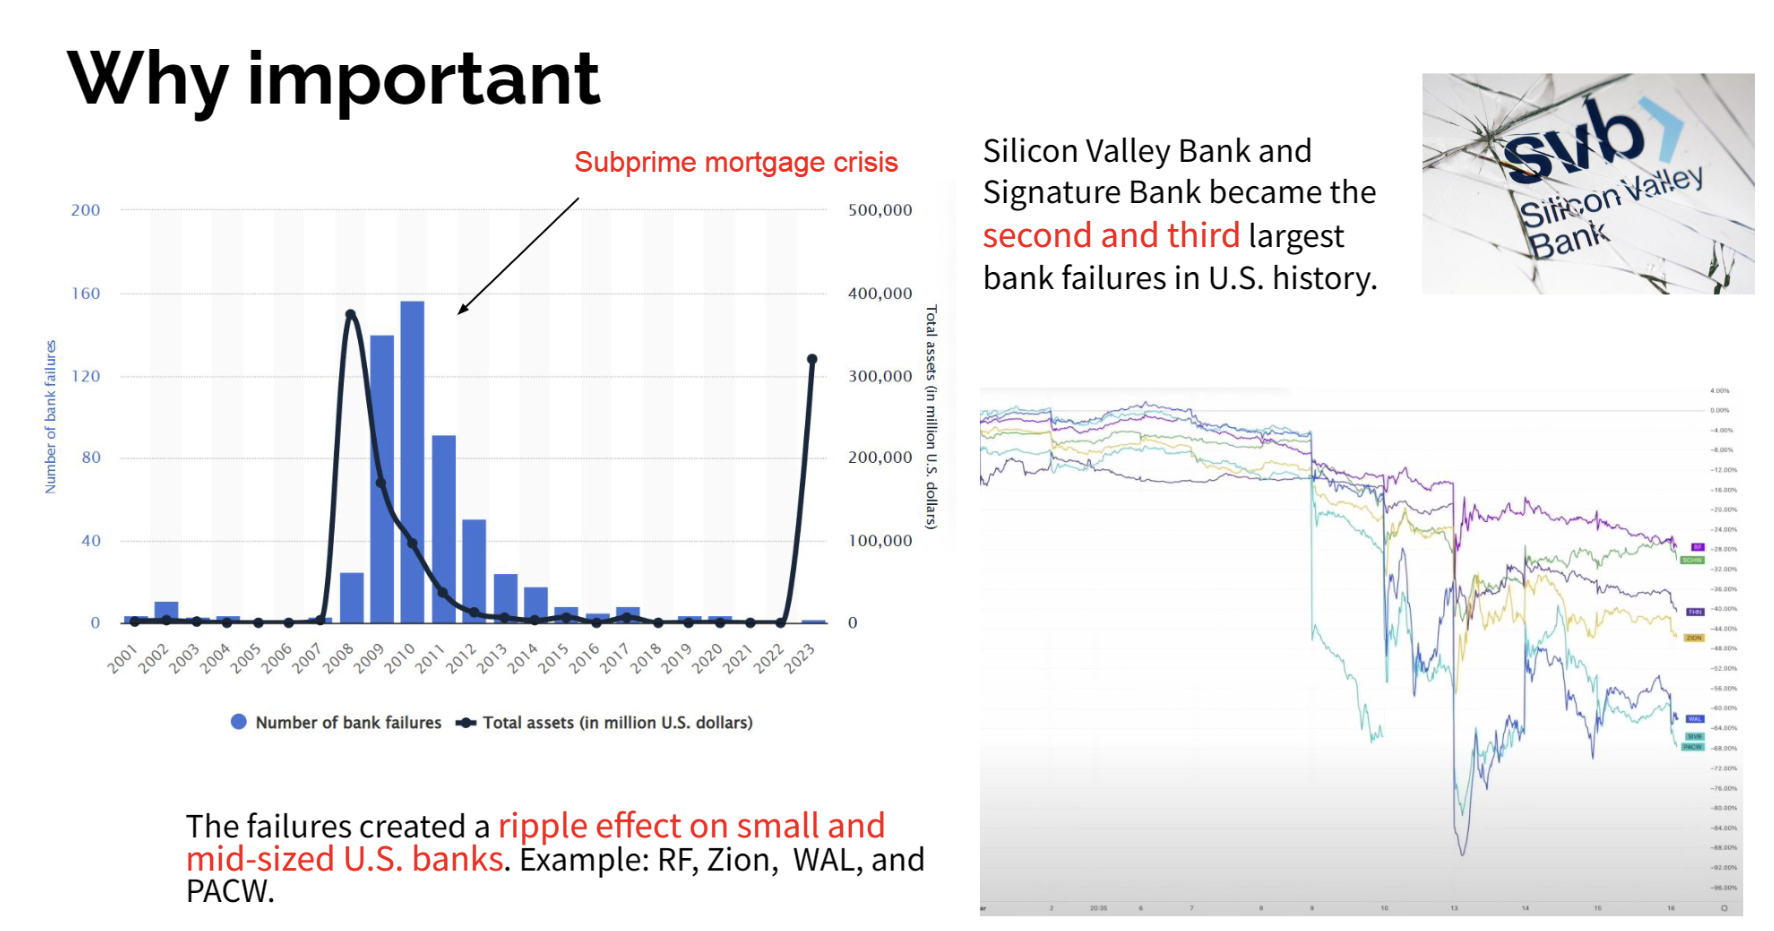 Why important
Subprime mortgage crisis
200
160
120
80
40
0
Number of bank failures
500,000
400,000
300,000
200,000
100,000
0
Total assets (in million U.S. dollars)
2001 2002 2003 2004 2005 2006 2007 2008 2009 2010 2011 2012 2013 2014 2015 2016 2017 2018 2019 2020 2021 2022 2023
Number of bank failures Total assets (in million U.S. dollars)
The failures created a ripple effect on small and
mid-sized U.S. banks. Example: RF, Zion, WAL, and
PACW.
Silicon Valley Bank and
Signature Bank became the
second and third largest
bank failures in U.S. history.
svb
Silicon Valley
Bank
4.00%
0.00%
-4.00%
-8.00%
-12.00%
-16.00%
-20.00%
-24.00%
-28.00%
-32.00%
-36.00%
-40.00%
-44.00%
-48.00%
-52.00%
-56.00%
-60.00%
-64.00%
-68.00%
-72.00%
-76.00%
-80.00%
-84.00%
-88.00%
-92.00%
-96.00%
RF
FHN
ZION
WAL
SIVB
PACW
2 20:35 6 7 8 9 10 13 14 15 16